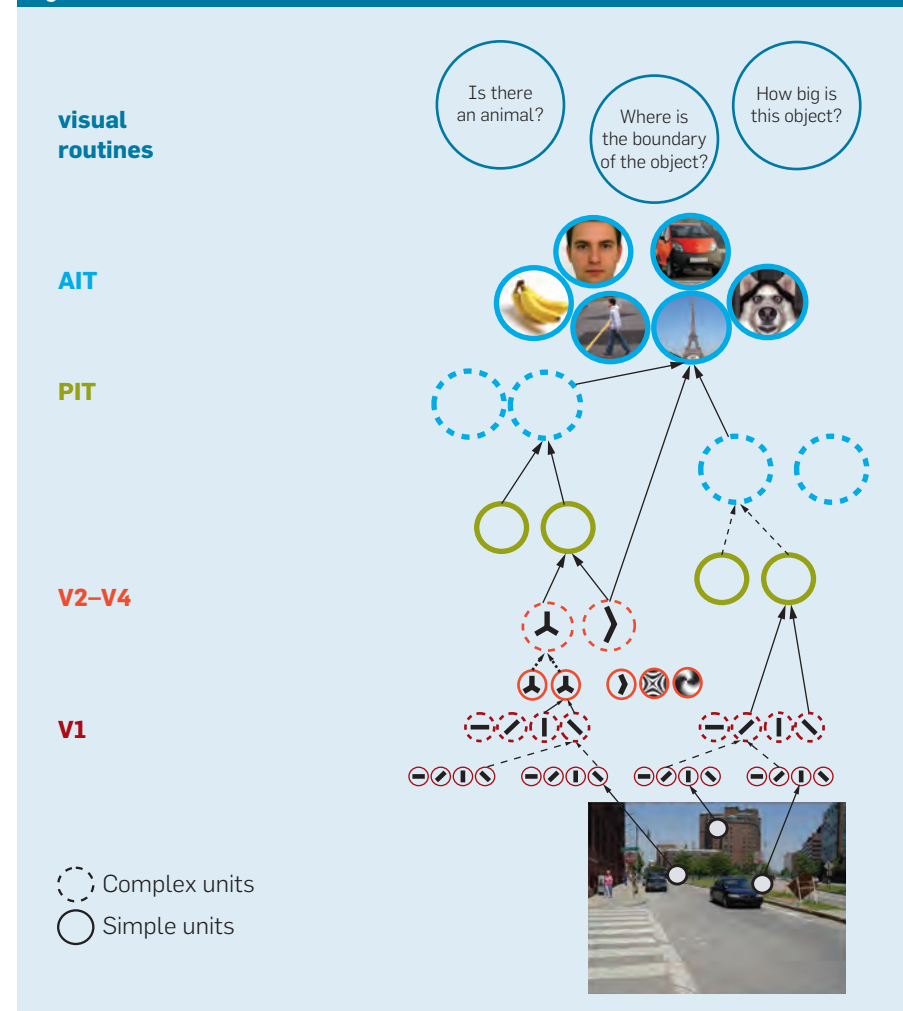 visual
routines
Is there
an animal?
Where is
the boundary
of the object?
How big is
this object?
AIT
PIT
V2–V4
V1
Complex units
Simple units